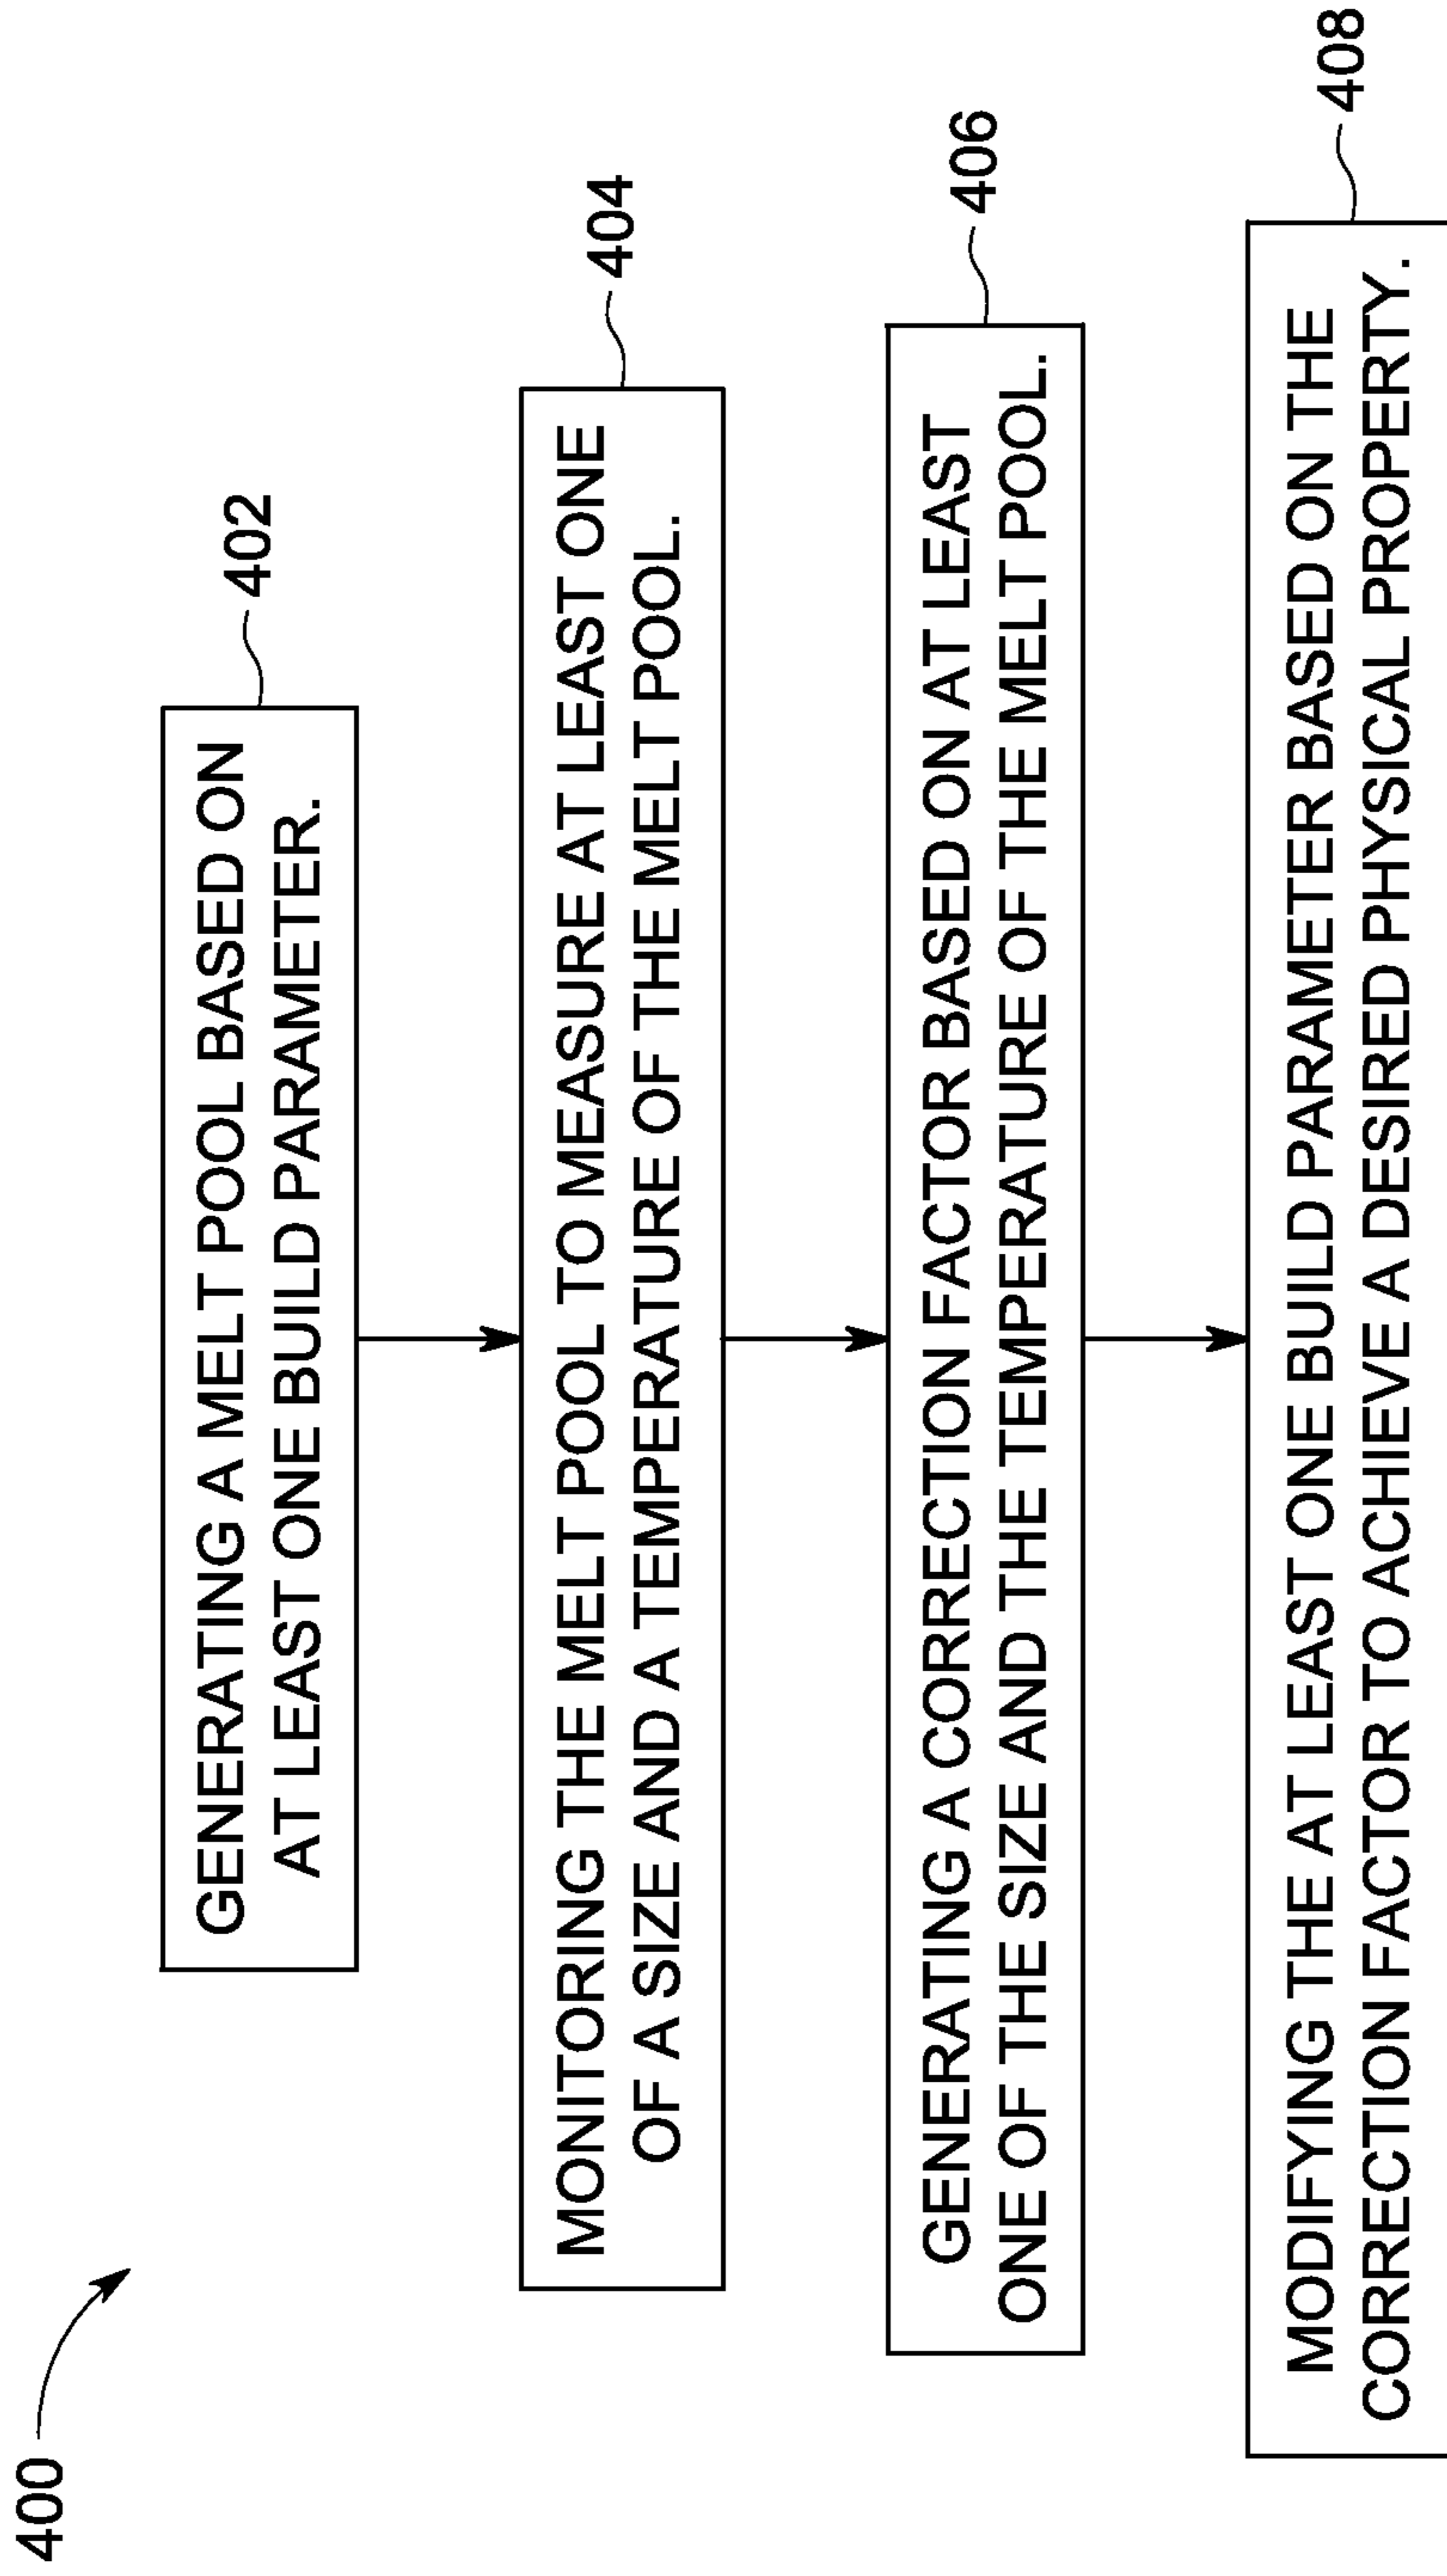 400
GENERATING A MELT POOL BASED ON
AT LEAST ONE BUILD PARAMETER.
402
MONITORING THE MELT POOL TO MEASURE AT LEAST ONE
OF A SIZE AND A TEMPERATURE OF THE MELT POOL.
404
GENERATING A CORRECTION FACTOR BASED ON AT LEAST
ONE OF THE SIZE AND THE TEMPERATURE OF THE MELT POOL.
406
MODIFYING THE AT LEAST ONE BUILD PARAMETER BASED ON THE
CORRECTION FACTOR TO ACHIEVE A DESIRED PHYSICAL PROPERTY.
408